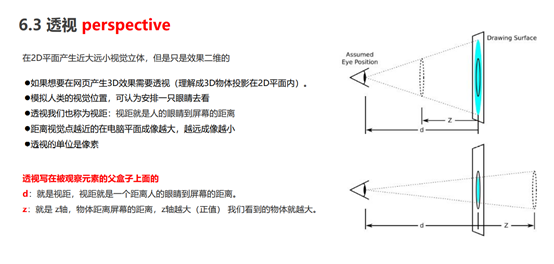 6.3 透视 perspective
在2D平面产生近大远小视觉立体，但是只是效果二维的
●如果想要在网页产生3D效果需要透视（理解成3D物体投影在2D平面内）。
●模拟人类的视觉位置，可认为安排一只眼睛去看
●透视我们也称为视距：视距就是人的眼睛到屏幕的距离
●距离视觉点越近的在电脑平面成像越大，越远成像越小
●透视的单位是像素
透视写在被观察元素的父盒子上面的
d：就是视距，视距就是一个距离人的眼睛到屏幕的距离。
z：就是 z轴，物体距离屏幕的距离，z轴越大（正值） 我们看到的物体就越大。
Drawing Surface
Assumed
Eye Position
Z
d
d
Z